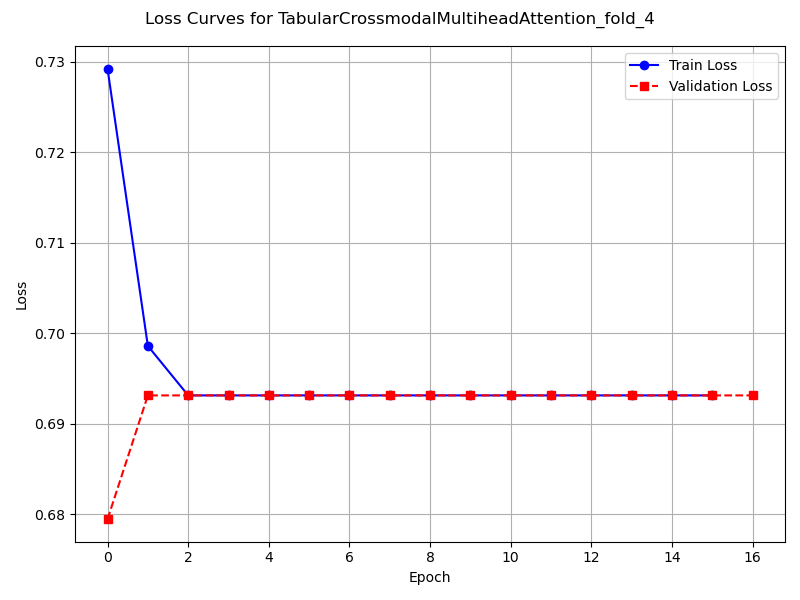 Loss Curves for TabularCrossmodalMultiheadAttention_fold_4
0.73
0.72
0.71
0.70
0.69
0.68
Loss
Train Loss
Validation Loss
0 2 4 6 8 10 12 14 16
Epoch